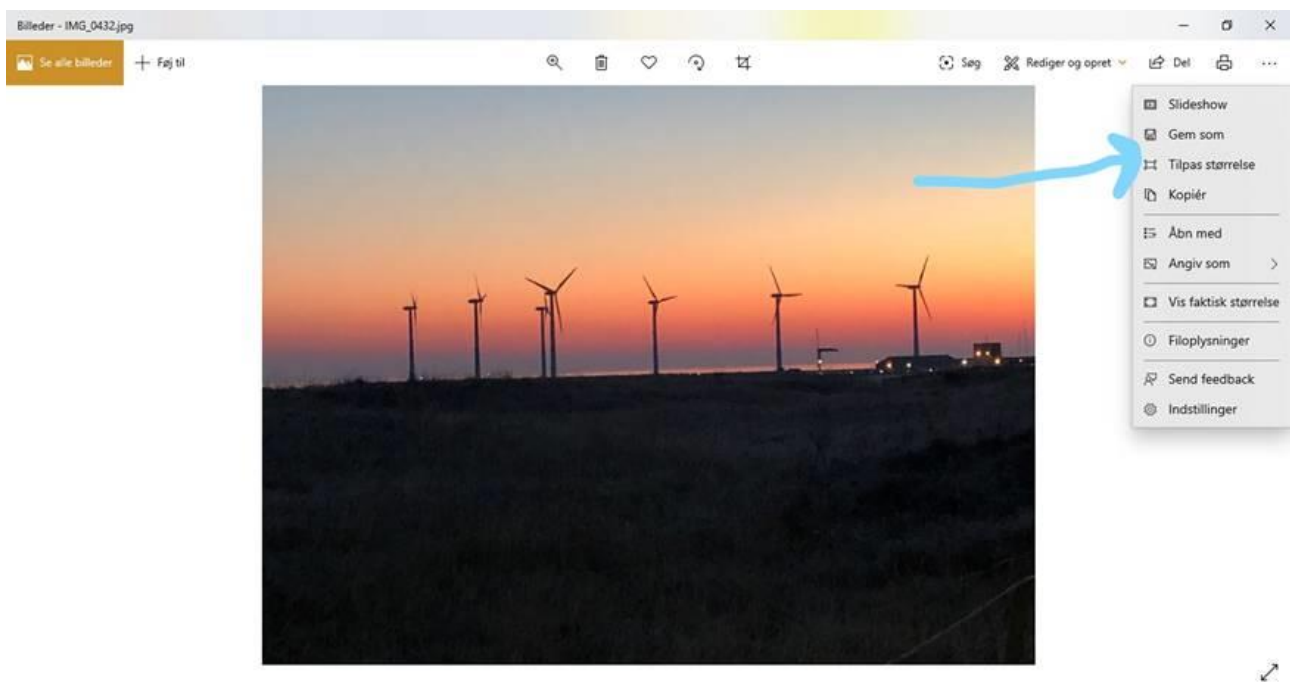 Billeder - IMG_0432.jpg
Se alle billeder
Føj til
Søg
Rediger og opret
Del
Slideshow
Gem som
Tilpas størrelse
Kopiér
Åbn med
Angiv som
Vis faktisk størrelse
Filoplysninger
Send feedback
Indstillinger